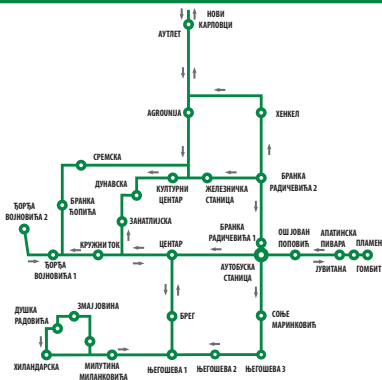 НОВИ
КАРЛОВЦИ
АУТЛЕТ
AGROUNIJA
ХЕНКЕЛ
СРЕМСКА
ДУНАВСКА
КУЛТУРНИ
ЦЕНТАР
ЖЕЛЕЗНИЧКА
СТАНИЦА
БРАНКА
РАДИЧЕВИЋА 2
БРАНКА
ЋОПИЋА
ЂОРЂА
ВОЈНОВИЋА 2
ЗАНАТЛИЈСКА
КРУЖНИ ТОК
ЦЕНТАР
БРАНКА
РАДИЧЕВИЋА 1
ОШ ЈОВАН
ПОПОВИЋ
АПАТИНСКА
ПИВАРА
ПЛАМЕН
ЂОРЂА
ВОЈНОВИЋА 1
АУТОБУСКА
СТАНИЦА
ЈУВИТАНА
ГОМБИТ
ДУШКА
РАДОВИЋА
ЗМАЈ ЈОВИНА
БРЕГ
СОЊЕ
МАРИНКОВИЋ
ХИЛАНДАРСКА
МИЛУТИНА
МИЛАНКОВИЋА
ЊЕГОШЕВА 1
ЊЕГОШЕВА 2
ЊЕГОШЕВА 3